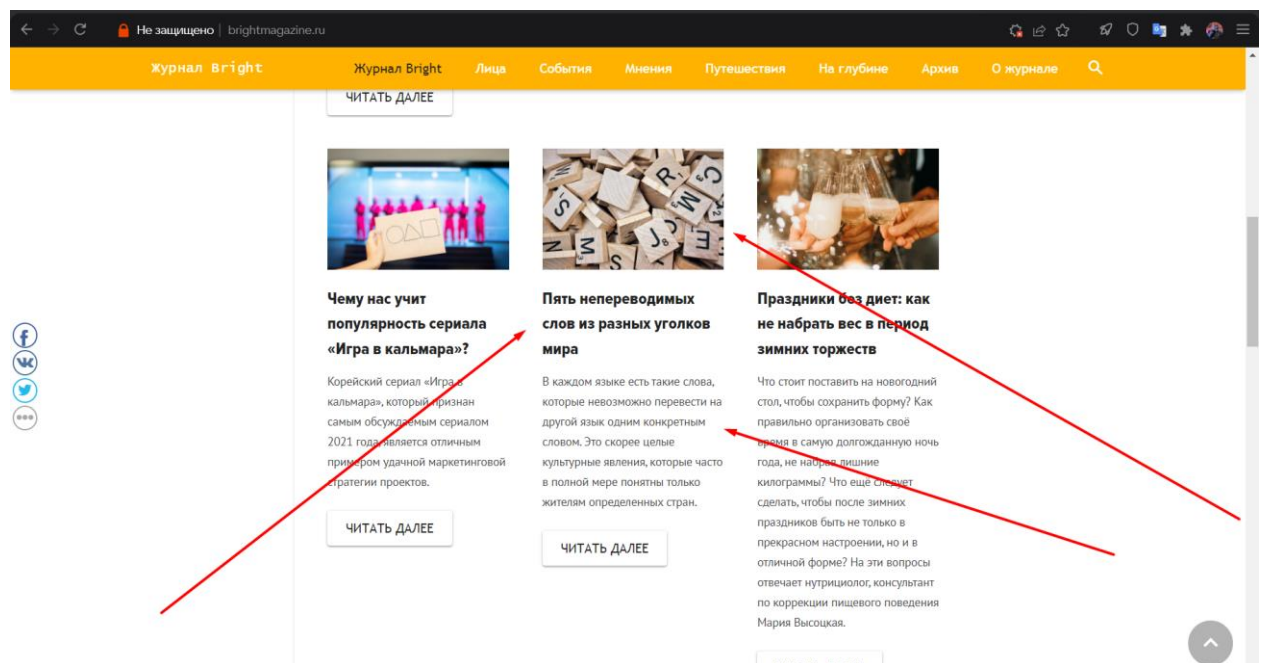 Не защищено | brightmagazine.ru
Журнал Bright
Журнал Bright Лица События Мнения Путешествия На глубине Архив О журнале
ЧИТАТЬ ДАЛЕЕ
Чему нас учит
популярность сериала
«Игра в кальмара»?
Корейский сериал «Игра в
кальмара», который признан
самым обсуждаемым сериалом
2021 года, является отличным
примером удачной маркетинговой
стратегии проектов.
ЧИТАТЬ ДАЛЕЕ
Пять непереводимых
слов из разных уголков
мира
В каждом языке есть такие слова,
которые невозможно перевести на
другой язык одним конкретным
словом. Это скорее целые
культурные явления, которые часто
в полной мере понятны только
жителям определенных стран.
ЧИТАТЬ ДАЛЕЕ
Праздники без диет: как
не набрать вес в период
зимних торжеств
Что стоит поставить на новогодний
стол, чтобы сохранить форму? Как
правильно организовать своё
время в самую долгожданную ночь
года, не набрав лишние
килограммы? Что еще следует
сделать, чтобы после зимних
праздников быть не только в
прекрасном настроении, но и в
отличной форме? На эти вопросы
отвечает нутрициолог, консультант
по коррекции пищевого поведения
Мария Высоцкая.